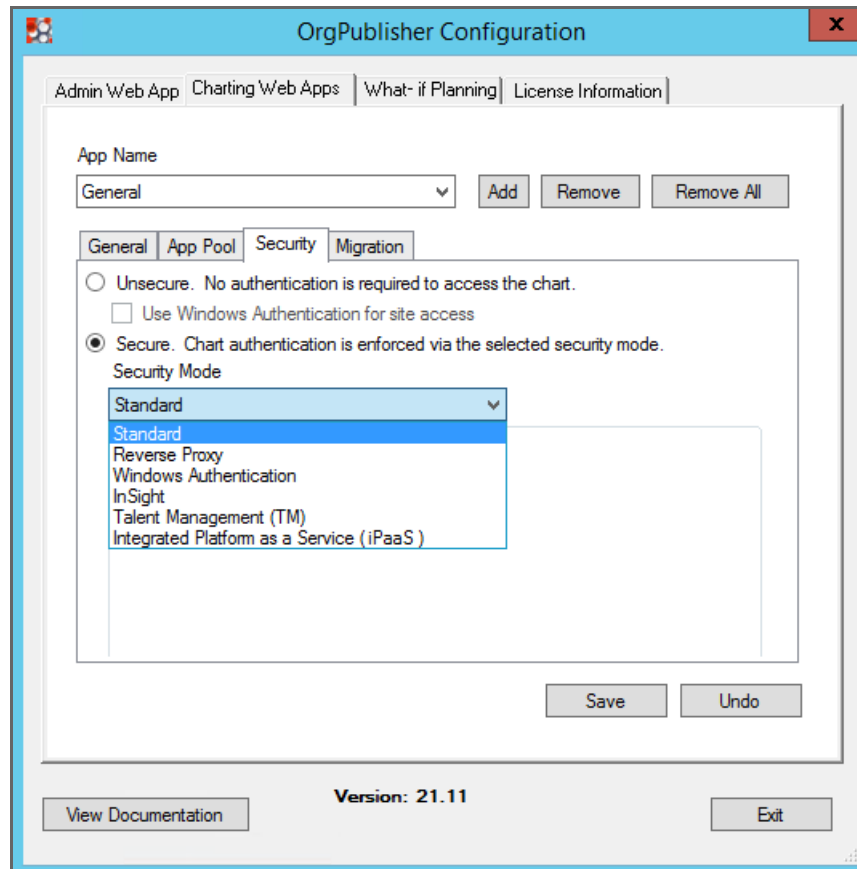 OrgPublisher Configuration
x
Admin Web App Charting Web Apps What- if Planning License Information
App Name
General Add Remove Remove All
General App Pool Security Migration
Unsecure. No authentication is required to access the chart.
Use Windows Authentication for site access
Secure. Chart authentication is enforced via the selected security mode.
Security Mode
Standard
Standard
Reverse Proxy
Windows Authentication
InSight
Talent Management (TM)
Integrated Platform as a Service ( iPaaS )
Save Undo
Version: 21.11
View Documentation Exit